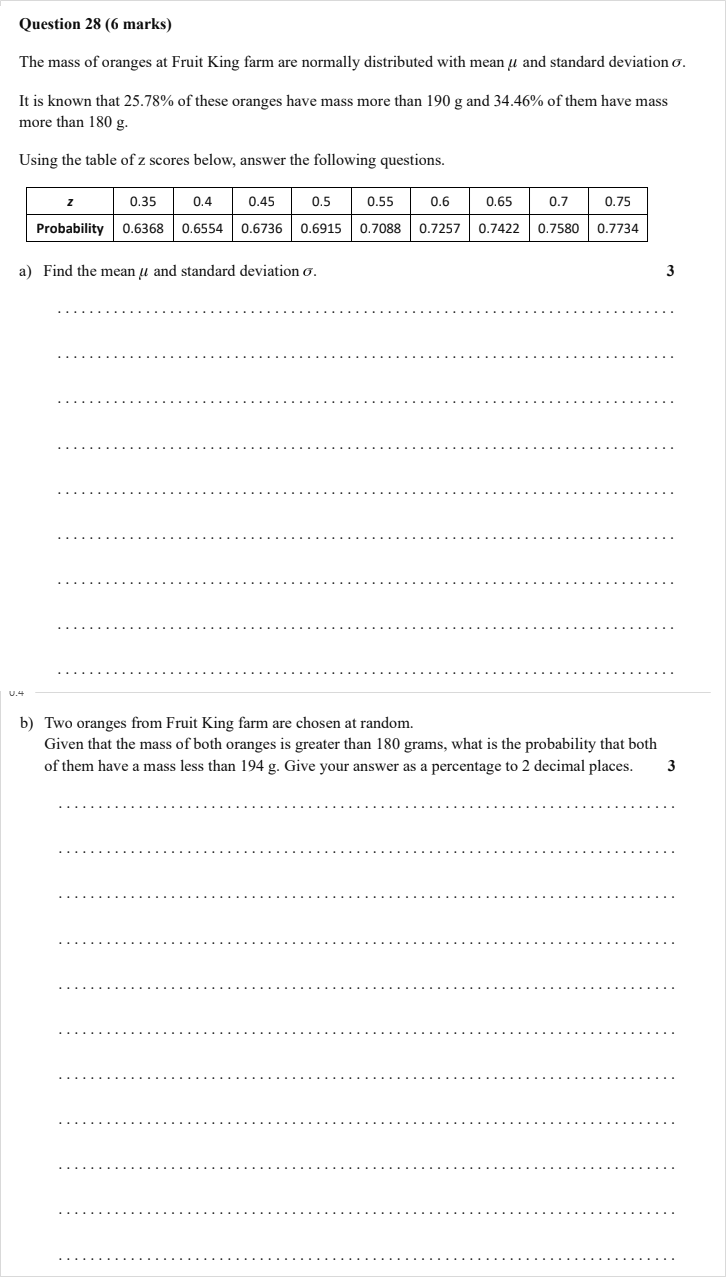 Question 28 (6 marks)
The mass of oranges at Fruit King farm are normally distributed with mean μ and standard deviation σ.
It is known that 25.78% of these oranges have mass more than 190 g and 34.46% of them have mass
more than 180 g.
Using the table of z scores below, answer the following questions.
z 0.35 0.4 0.45 0.5 0.55 0.6 0.65 0.7 0.75
Probability 0.6368 0.6554 0.6736 0.6915 0.7088 0.7257 0.7422 0.7580 0.7734
a) Find the mean μ and standard deviation σ. 3
0.4
b) Two oranges from Fruit King farm are chosen at random.
Given that the mass of both oranges is greater than 180 grams, what is the probability that both
of them have a mass less than 194 g. Give your answer as a percentage to 2 decimal places. 3